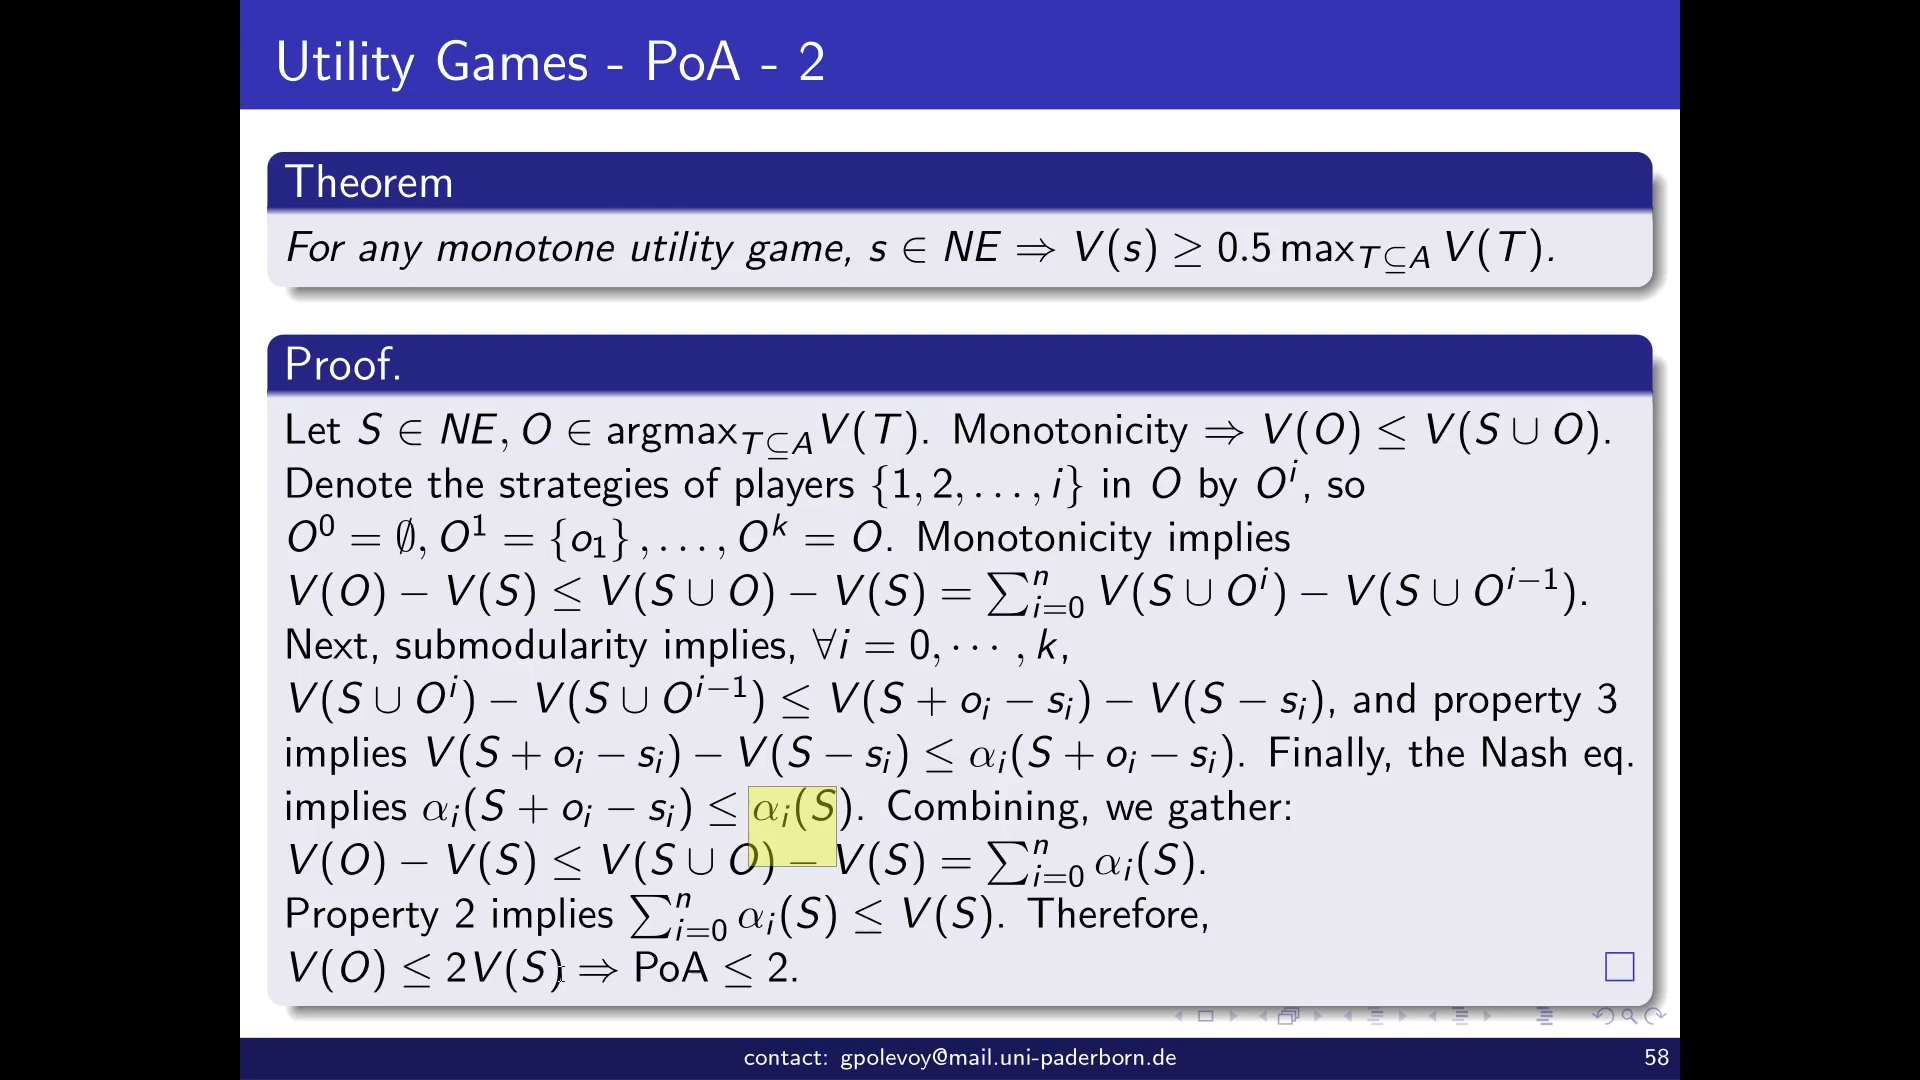 Utility Games - PoA - 2
Theorem
For any monotone utility game, s ∈ NE ⇒ V(s) ≥ 0.5 max_{T⊆A} V(T).
Proof.
Let S ∈ NE, O ∈ argmax_{T⊆A} V(T). Monotonicity ⇒ V(O) ≤ V(S ∪ O).
Denote the strategies of players {1, 2, . . . , i} in O by O^i, so
O^0 = ∅, O^1 = {o_1} , . . . , O^k = O. Monotonicity implies
V(O) − V(S) ≤ V(S ∪ O) − V(S) = ∑_{i=0}^n V(S ∪ O^i) − V(S ∪ O^{i−1}).
Next, submodularity implies, ∀i = 0, · · · , k,
V(S ∪ O^i) − V(S ∪ O^{i−1}) ≤ V(S + o_i − s_i) − V(S − s_i), and property 3
implies V(S + o_i − s_i) − V(S − s_i) ≤ α_i(S + o_i − s_i). Finally, the Nash eq.
implies α_i(S + o_i − s_i) ≤ α_i(S). Combining, we gather:
V(O) − V(S) ≤ V(S ∪ O) − V(S) = ∑_{i=0}^n α_i(S).
Property 2 implies ∑_{i=0}^n α_i(S) ≤ V(S). Therefore,
V(O) ≤ 2V(S) ⇒ PoA ≤ 2.
contact: gpolevoy@mail.uni-paderborn.de
58